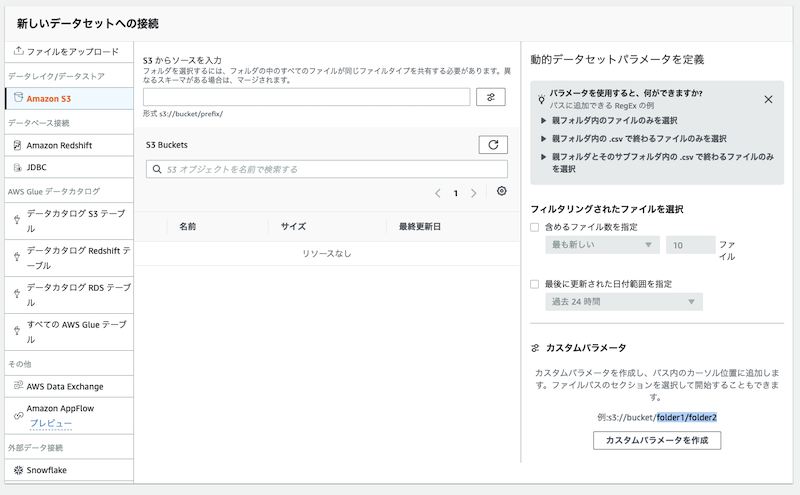 新しいデータセットへの接続
ファイルをアップロード
データレイク/データストア
Amazon S3
データベース接続
Amazon Redshift
JDBC
AWS Glue データカタログ
データカタログ S3 テーブ
ル
データカタログ Redshift テ
ーブル
データカタログ RDS テーブ
ル
すべての AWS Glue テーブ
ル
その他
AWS Data Exchange
Amazon AppFlow
プレビュー
外部データ接続
Snowflake
S3 からソースを入力
フォルダを選択するには、フォルダの中のすべてのファイルが同じファイルタイプを共有する必要があります。異
なるスキーマがある場合は、マージされます。
形式 s3://bucket/prefix/
S3 Buckets
S3 オブジェクトを名前で検索する
1
名前 サイズ 最終更新日
リソースなし
動的データセットパラメータを定義
パラメータを使用すると、何ができますか?
パスに追加できる RegEx の例
親フォルダ内のファイルのみを選択
親フォルダ内の .csv で終わるファイルのみを選択
親フォルダとそのサブフォルダ内の .csv で終わるファイルのみ
を選択
フィルタリングされたファイルを選択
含めるファイル数を指定
最も新しい 10 ファ
イル
最後に更新された日付範囲を指定
過去 24 時間
カスタムパラメータ
カスタムパラメータを作成し、パス内のカーソル位置に追加しま
す。ファイルパスのセクションを選択して開始することもできま
す。
例:s3://bucket/folder1/folder2
カスタムパラメータを作成